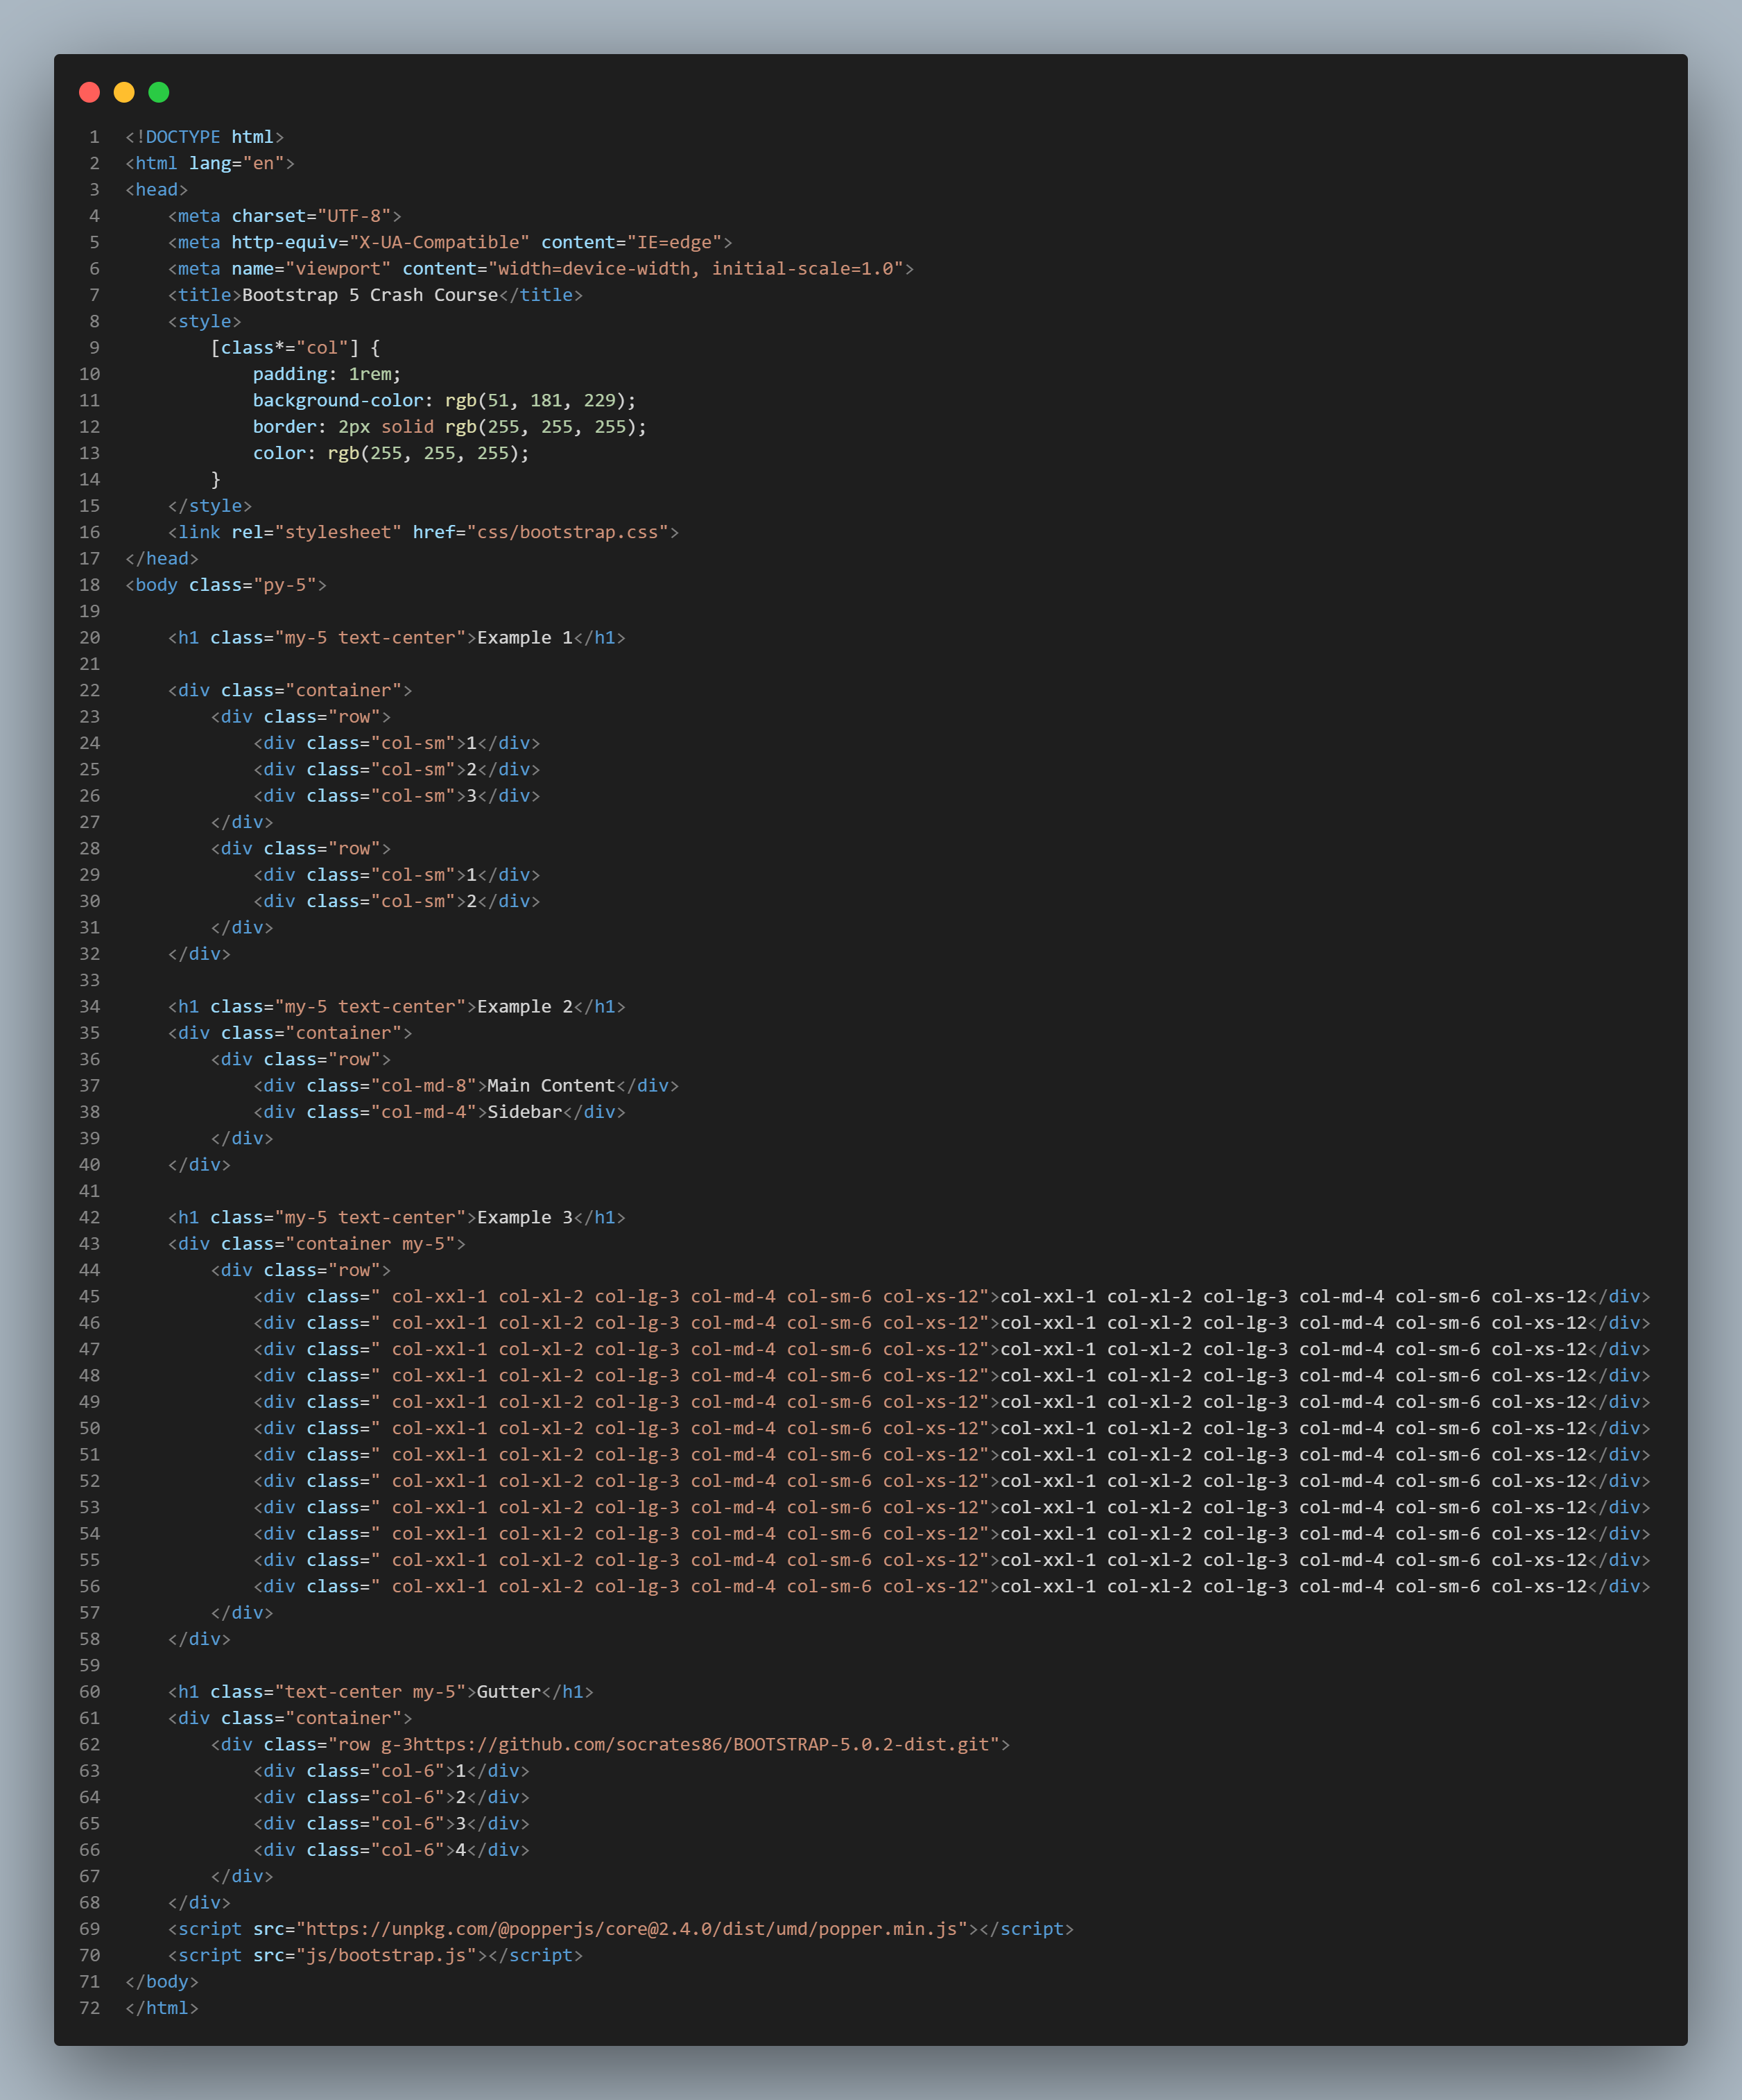 1 <!DOCTYPE html>
2 <html lang="en">
3 <head>
4     <meta charset="UTF-8">
5     <meta http-equiv="X-UA-Compatible" content="IE=edge">
6     <meta name="viewport" content="width=device-width, initial-scale=1.0">
7     <title>Bootstrap 5 Crash Course</title>
8     <style>
9         [class*="col"] {
10             padding: 1rem;
11             background-color: rgb(51, 181, 229);
12             border: 2px solid rgb(255, 255, 255);
13             color: rgb(255, 255, 255);
14         }
15     </style>
16     <link rel="stylesheet" href="css/bootstrap.css">
17 </head>
18 <body class="py-5">
19
20     <h1 class="my-5 text-center">Example 1</h1>
21
22     <div class="container">
23         <div class="row">
24             <div class="col-sm">1</div>
25             <div class="col-sm">2</div>
26             <div class="col-sm">3</div>
27         </div>
28         <div class="row">
29             <div class="col-sm">1</div>
30             <div class="col-sm">2</div>
31         </div>
32     </div>
33
34     <h1 class="my-5 text-center">Example 2</h1>
35     <div class="container">
36         <div class="row">
37             <div class="col-md-8">Main Content</div>
38             <div class="col-md-4">Sidebar</div>
39         </div>
40     </div>
41
42     <h1 class="my-5 text-center">Example 3</h1>
43     <div class="container my-5">
44         <div class="row">
45             <div class=" col-xxl-1 col-xl-2 col-lg-3 col-md-4 col-sm-6 col-xs-12">col-xxl-1 col-xl-2 col-lg-3 col-md-4 col-sm-6 col-xs-12</div>
46             <div class=" col-xxl-1 col-xl-2 col-lg-3 col-md-4 col-sm-6 col-xs-12">col-xxl-1 col-xl-2 col-lg-3 col-md-4 col-sm-6 col-xs-12</div>
47             <div class=" col-xxl-1 col-xl-2 col-lg-3 col-md-4 col-sm-6 col-xs-12">col-xxl-1 col-xl-2 col-lg-3 col-md-4 col-sm-6 col-xs-12</div>
48             <div class=" col-xxl-1 col-xl-2 col-lg-3 col-md-4 col-sm-6 col-xs-12">col-xxl-1 col-xl-2 col-lg-3 col-md-4 col-sm-6 col-xs-12</div>
49             <div class=" col-xxl-1 col-xl-2 col-lg-3 col-md-4 col-sm-6 col-xs-12">col-xxl-1 col-xl-2 col-lg-3 col-md-4 col-sm-6 col-xs-12</div>
50             <div class=" col-xxl-1 col-xl-2 col-lg-3 col-md-4 col-sm-6 col-xs-12">col-xxl-1 col-xl-2 col-lg-3 col-md-4 col-sm-6 col-xs-12</div>
51             <div class=" col-xxl-1 col-xl-2 col-lg-3 col-md-4 col-sm-6 col-xs-12">col-xxl-1 col-xl-2 col-lg-3 col-md-4 col-sm-6 col-xs-12</div>
52             <div class=" col-xxl-1 col-xl-2 col-lg-3 col-md-4 col-sm-6 col-xs-12">col-xxl-1 col-xl-2 col-lg-3 col-md-4 col-sm-6 col-xs-12</div>
53             <div class=" col-xxl-1 col-xl-2 col-lg-3 col-md-4 col-sm-6 col-xs-12">col-xxl-1 col-xl-2 col-lg-3 col-md-4 col-sm-6 col-xs-12</div>
54             <div class=" col-xxl-1 col-xl-2 col-lg-3 col-md-4 col-sm-6 col-xs-12">col-xxl-1 col-xl-2 col-lg-3 col-md-4 col-sm-6 col-xs-12</div>
55             <div class=" col-xxl-1 col-xl-2 col-lg-3 col-md-4 col-sm-6 col-xs-12">col-xxl-1 col-xl-2 col-lg-3 col-md-4 col-sm-6 col-xs-12</div>
56             <div class=" col-xxl-1 col-xl-2 col-lg-3 col-md-4 col-sm-6 col-xs-12">col-xxl-1 col-xl-2 col-lg-3 col-md-4 col-sm-6 col-xs-12</div>
57         </div>
58     </div>
59
60     <h1 class="text-center my-5">Gutter</h1>
61     <div class="container">
62         <div class="row g-3https://github.com/socrates86/BOOTSTRAP-5.0.2-dist.git">
63             <div class="col-6">1</div>
64             <div class="col-6">2</div>
65             <div class="col-6">3</div>
66             <div class="col-6">4</div>
67         </div>
68     </div>
69     <script src="https://unpkg.com/@popperjs/core@2.4.0/dist/umd/popper.min.js"></script>
70     <script src="js/bootstrap.js"></script>
71 </body>
72 </html>